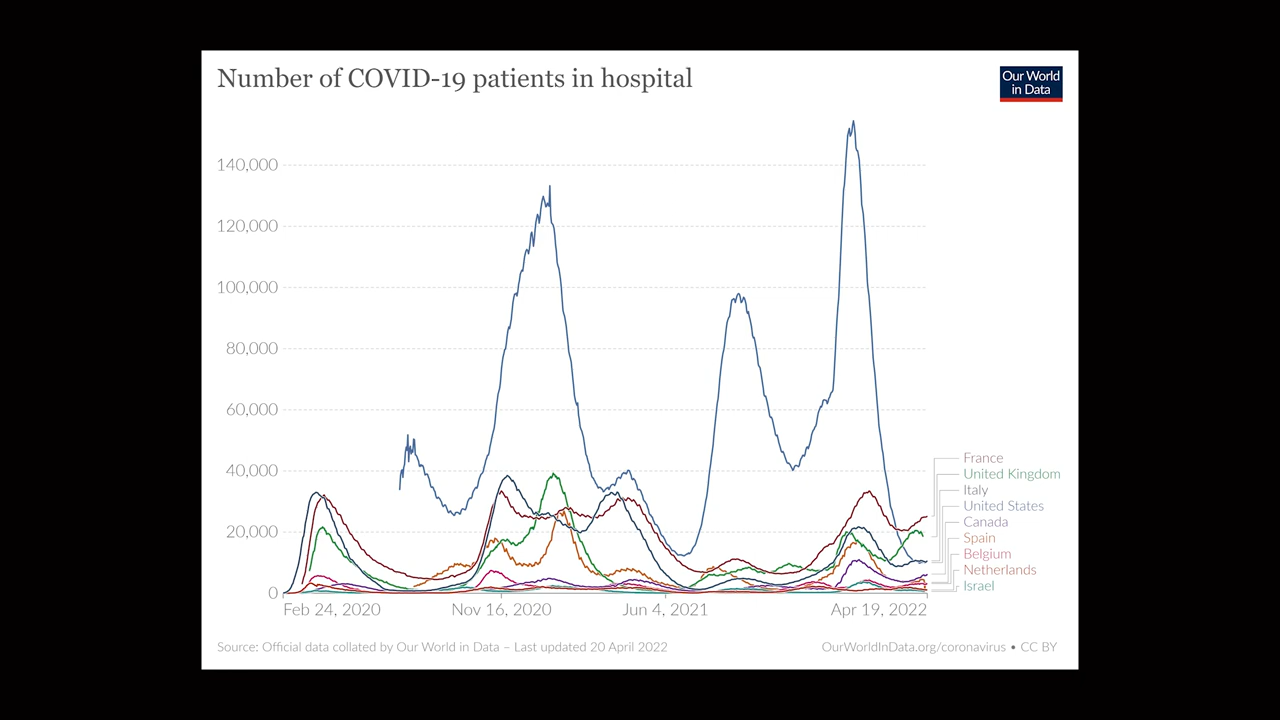 Number of COVID-19 patients in hospital
Our World
in Data
140,000
120,000
100,000
80,000
60,000
40,000
20,000
0
Feb 24, 2020
Nov 16, 2020
Jun 4, 2021
Apr 19, 2022
France
United Kingdom
Italy
United States
Canada
Spain
Belgium
Netherlands
Israel
Source: Official data collated by Our World in Data – Last updated 20 April 2022
OurWorldInData.org/coronavirus • CC BY